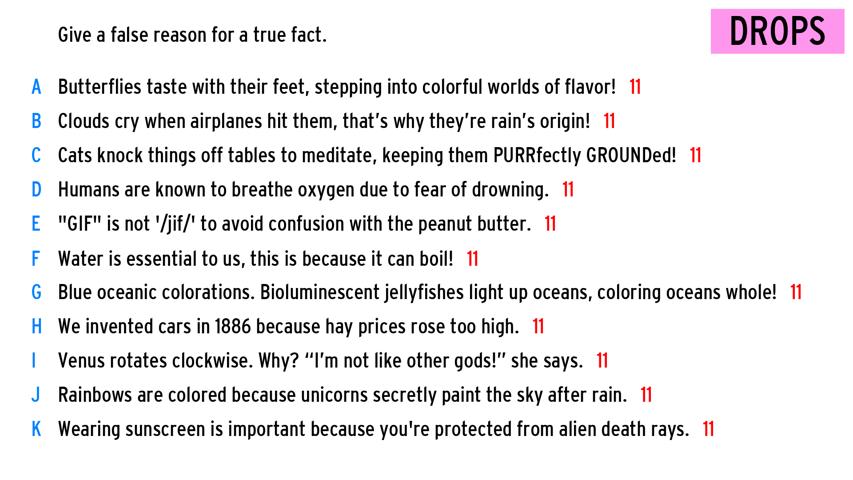 Give a false reason for a true fact.
DROPS
A Butterflies taste with their feet, stepping into colorful worlds of flavor! 11
B Clouds cry when airplanes hit them, that’s why they’re rain’s origin! 11
C Cats knock things off tables to meditate, keeping them PURRfectly GROUNDed! 11
D Humans are known to breathe oxygen due to fear of drowning. 11
E "GIF" is not '/jif/' to avoid confusion with the peanut butter. 11
F Water is essential to us, this is because it can boil! 11
G Blue oceanic colorations. Bioluminescent jellyfishes light up oceans, coloring oceans whole! 11
H We invented cars in 1886 because hay prices rose too high. 11
I Venus rotates clockwise. Why? “I’m not like other gods!” she says. 11
J Rainbows are colored because unicorns secretly paint the sky after rain. 11
K Wearing sunscreen is important because you're protected from alien death rays. 11